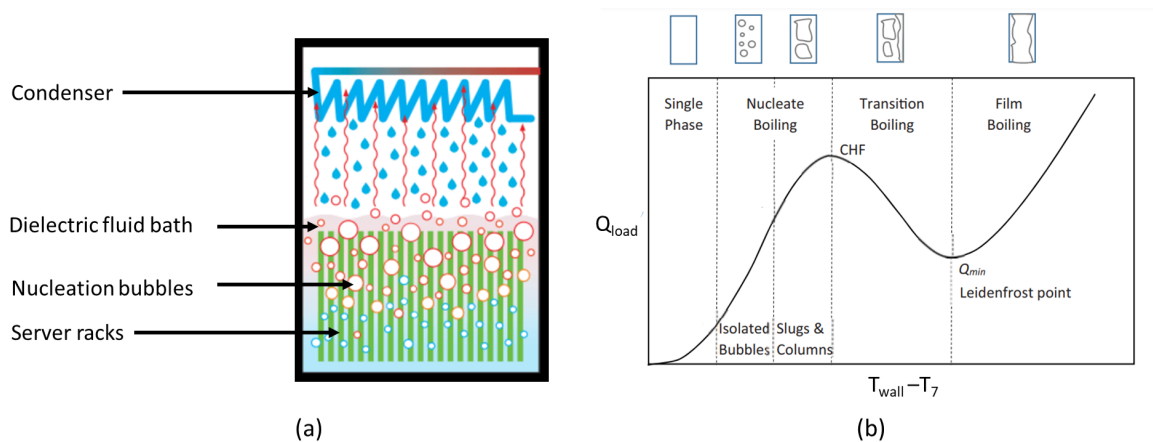 Condenser
Dielectric fluid bath
Nucleation bubbles
Server racks
(a)
Single
Phase
Nucleate
Boiling
Transition
Boiling
Film
Boiling
CHF
Qload
Qmin
Leidenfrost point
Isolated
Bubbles
Slugs &
Columns
Twall –T7
(b)